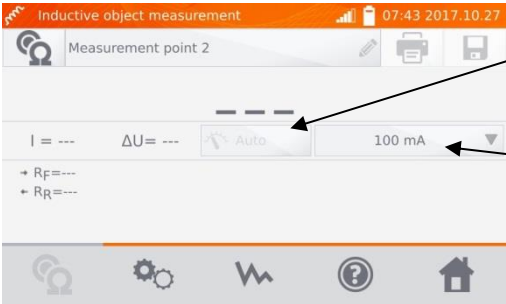 Inductive object measurement 07:43 2017.10.27
Measurement point 2
---
I = --- ΔU= --- Auto 100 mA
→ RF=---
← RR=---